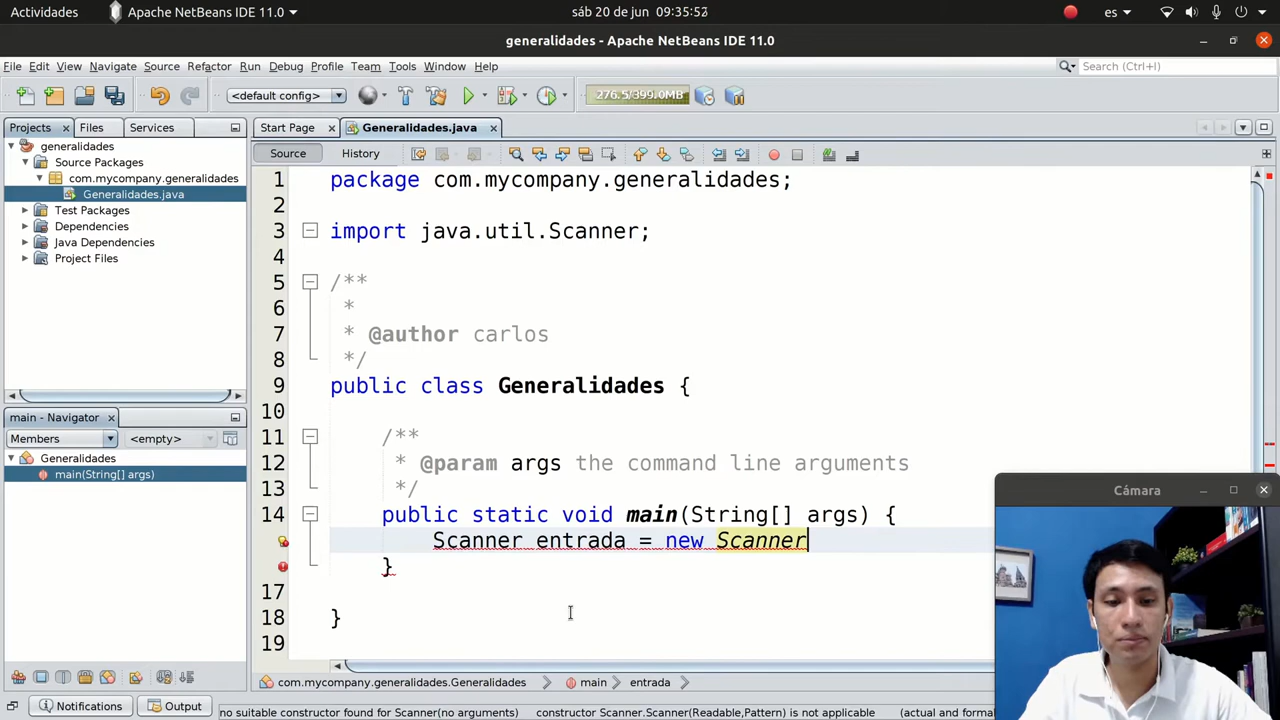 Actividades
Apache NetBeans IDE 11.0
sáb 20 de jun 09:35:52
es
generalidades - Apache NetBeans IDE 11.0
File Edit View Navigate Source Refactor Run Debug Profile Team Tools Window Help
Search (Ctrl+I)
<default config>
276.5/399.0MB
Projects
Files
Services
Start Page
Generalidades.java
Source
History
generalidades
Source Packages
com.mycompany.generalidades
Generalidades.java
Test Packages
Dependencies
Java Dependencies
Project Files
main - Navigator
Members
<empty>
Generalidades
main(String[] args)
1 package com.mycompany.generalidades;
2
3 import java.util.Scanner;
4
5 /**
6 *
7 * @author carlos
8 */
9 public class Generalidades {
10
11 /**
12 * @param args the command line arguments
13 */
14 public static void main(String[] args) {
Scanner entrada = new Scanner
}
17
18 }
19
Cámara
com.mycompany.generalidades.Generalidades
main
entrada
Notifications
Output
no suitable constructor found for Scanner(no arguments) constructor Scanner.Scanner(Readable,Pattern) is not applicable (actual and formal